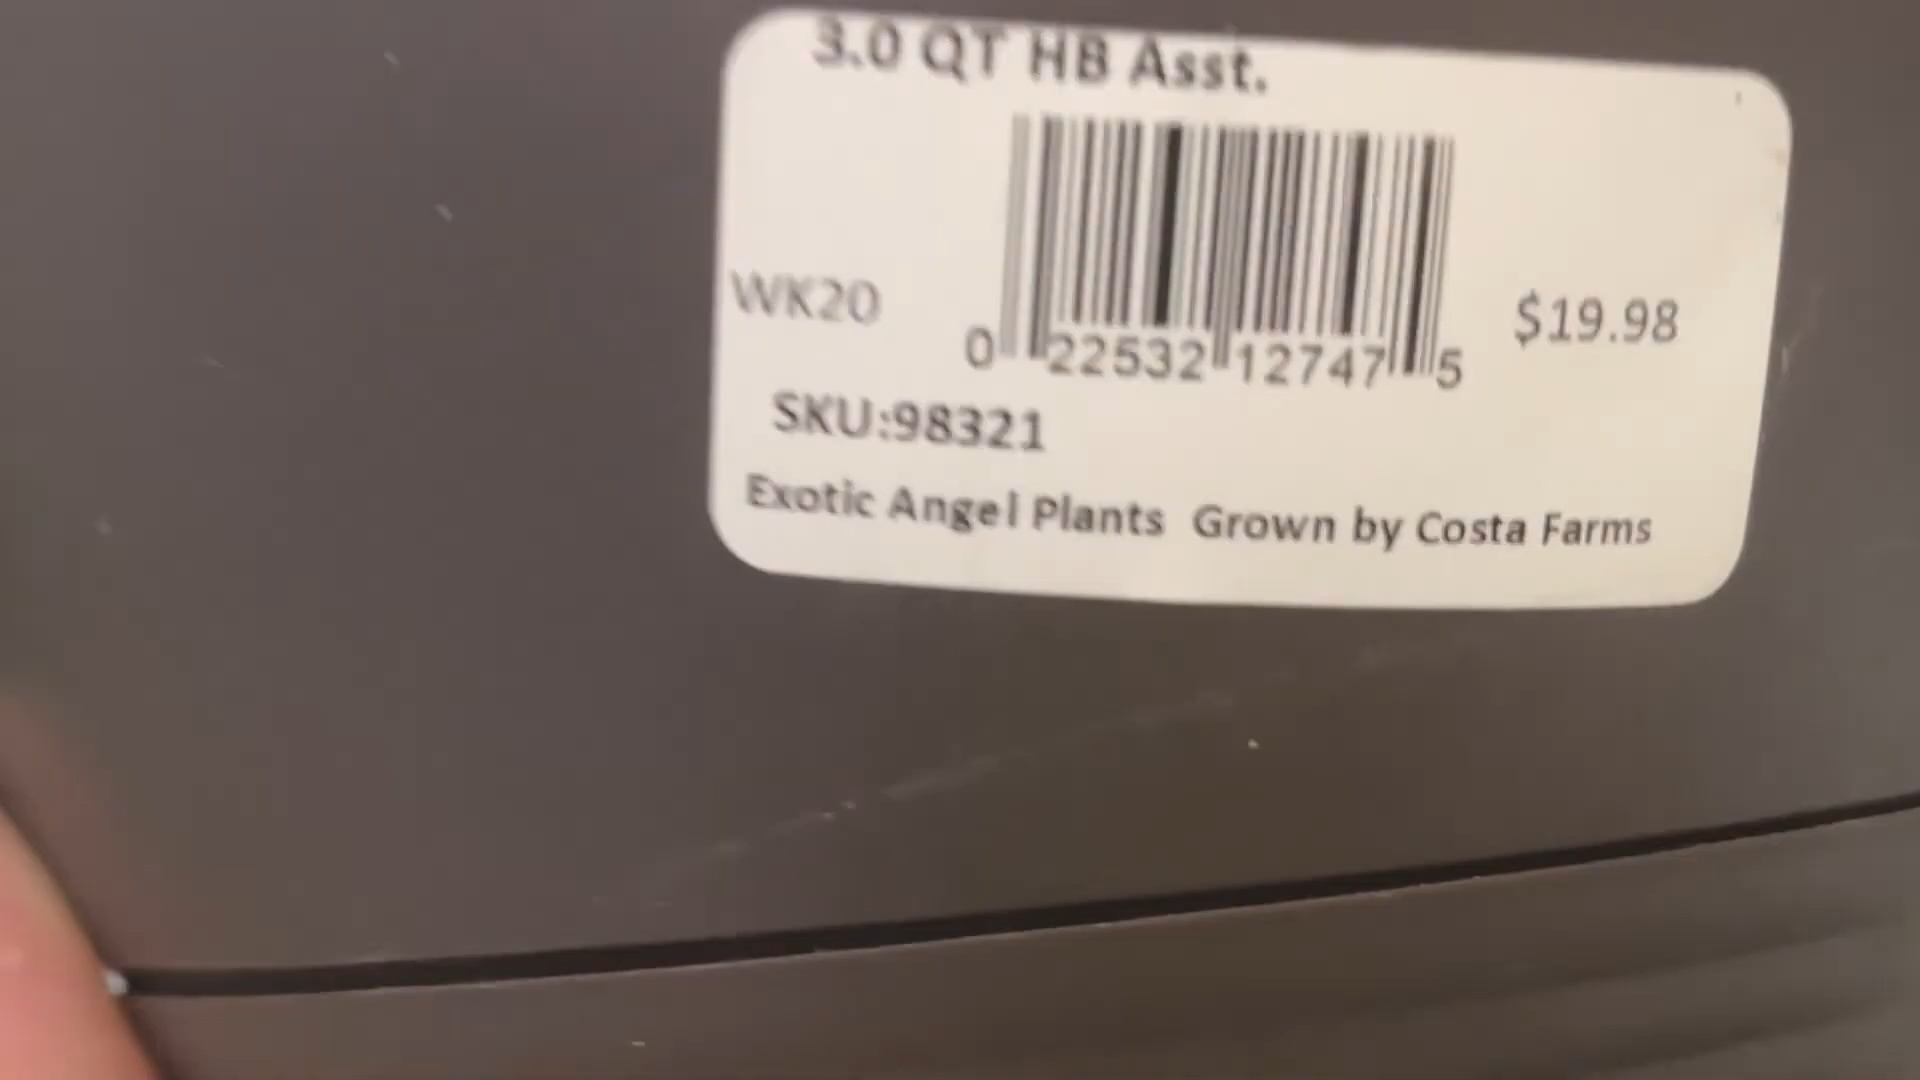 3.0 QT HB Asst.
WK20
0 22532 12747 5
$19.98
SKU:98321
Exotic Angel Plants Grown by Costa Farms